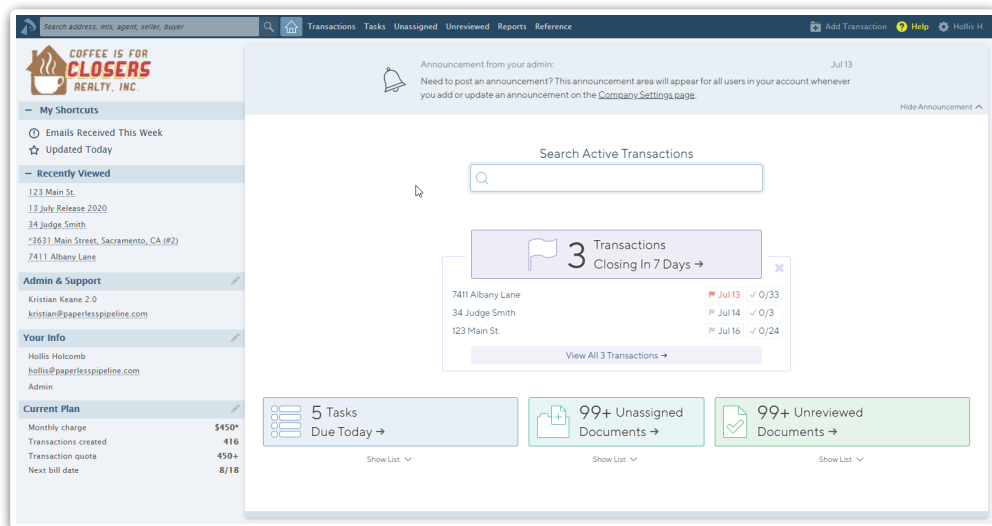 Search address, mls, agent, seller, buyer
Transactions Tasks Unassigned Unreviewed Reports Reference
Add Transaction ? Help Hollis H.
COFFEE IS FOR
CLOSERS
REALTY, INC.
− My Shortcuts
Emails Received This Week
Updated Today
− Recently Viewed
123 Main St.
13 July Release 2020
34 Judge Smith
*3631 Main Street, Sacramento, CA (#2)
7411 Albany Lane
Admin & Support
Kristian Keane 2.0
kristian@paperlesspipeline.com
Your Info
Hollis Holcomb
hollis@paperlesspipeline.com
Admin
Current Plan
Monthly charge $450*
Transactions created 416
Transaction quota 450+
Next bill date 8/18
Announcement from your admin: Jul 13
Need to post an announcement? This announcement area will appear for all users in your account whenever
you add or update an announcement on the Company Settings page.
Hide Announcement
Search Active Transactions
3 Transactions
Closing In 7 Days →
7411 Albany Lane Jul 13 ✓ 0/33
34 Judge Smith Jul 14 ✓ 0/3
123 Main St. Jul 16 ✓ 0/24
View All 3 Transactions →
5 Tasks
Due Today →
Show List
99+ Unassigned
Documents →
Show List
99+ Unreviewed
Documents →
Show List